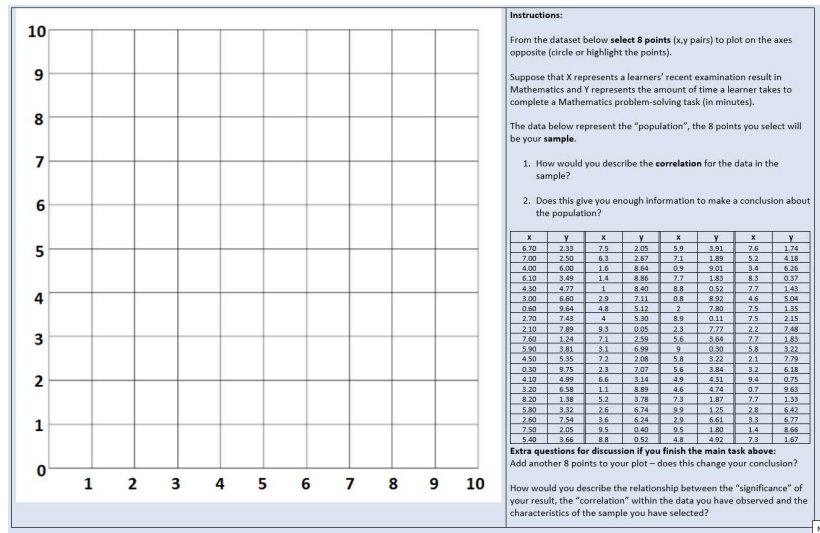 10
9
8
7
6
5
4
3
2
1
0
1 2 3 4 5 6 7 8 9 10
Instructions:
From the dataset below select 8 points (x,y pairs) to plot on the axes
opposite (circle or highlight the points).
Suppose that X represents a learners' recent examination result in
Mathematics and Y represents the amount of time a learner takes to
complete a Mathematics problem-solving task (in minutes).
The data below represent the "population", the 8 points you select will
be your sample.
1. How would you describe the correlation for the data in the
sample?
2. Does this give you enough information to make a conclusion about
the population?
x y x y x y x y
6.70 2.33 7.5 2.05 5.9 3.91 7.6 1.74
7.00 2.50 6.3 2.67 7.1 1.89 5.2 4.18
4.00 6.00 1.6 8.64 0.9 9.01 3.4 6.26
6.10 3.49 1.4 8.86 7.7 1.83 8.3 0.37
4.30 4.77 1 8.40 8.8 0.52 7.7 1.43
3.00 6.60 2.9 7.11 0.8 8.92 4.6 5.04
0.60 9.64 4.8 5.12 2 7.80 7.5 1.35
2.70 7.43 4 5.30 8.9 0.11 7.5 2.15
2.10 7.89 9.3 0.05 2.3 7.77 2.2 7.48
7.60 1.24 7.1 2.59 5.6 3.64 7.7 1.83
5.90 3.81 3.1 6.99 9 0.30 5.8 3.22
4.50 5.35 7.2 2.08 5.8 3.22 2.1 7.79
0.30 9.75 2.3 7.07 5.6 3.84 3.2 6.18
4.10 4.99 6.6 3.14 4.9 4.31 9.4 0.75
3.20 6.58 1.1 8.89 4.6 4.74 0.7 9.63
8.20 1.38 5.2 3.78 7.3 1.87 7.7 1.33
5.80 3.32 2.6 6.74 9.9 1.25 2.8 6.42
2.60 7.54 3.6 6.24 2.9 6.61 3.3 6.77
7.50 2.05 9.5 0.40 9.5 1.80 1.4 8.66
5.40 3.66 8.8 0.52 4.8 4.92 7.3 1.67
Extra questions for discussion if you finish the main task above:
Add another 8 points to your plot – does this change your conclusion?
How would you describe the relationship between the "significance" of
your result, the "correlation" within the data you have observed and the
characteristics of the sample you have selected?